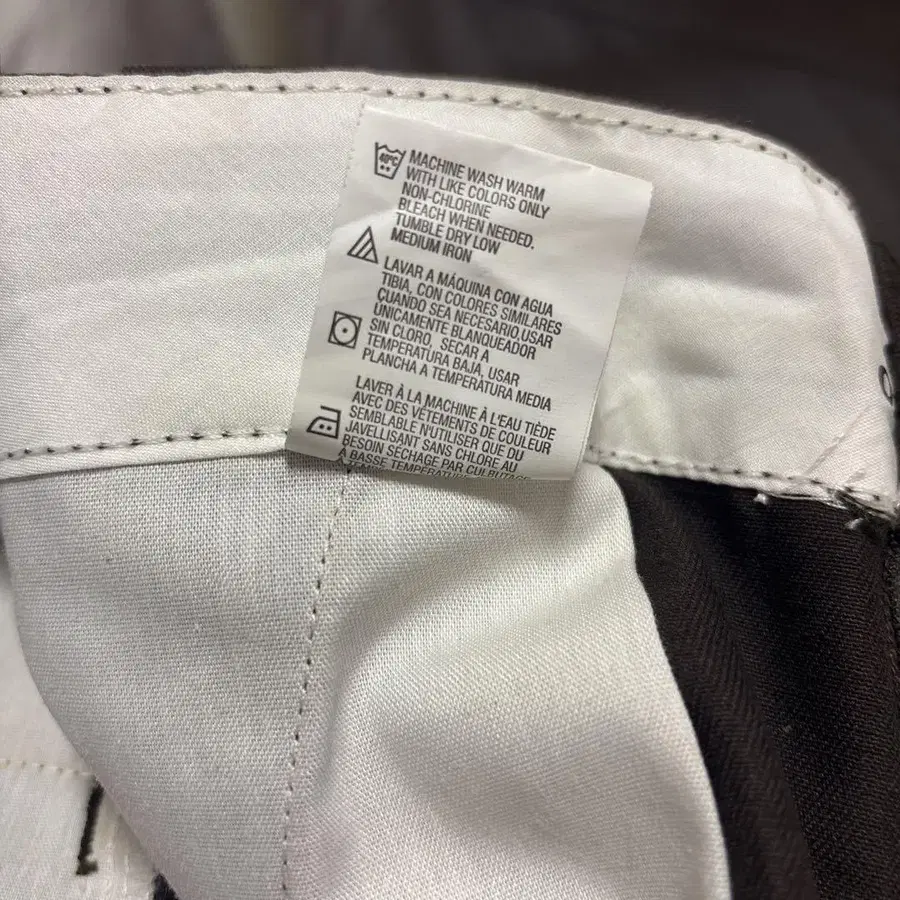 40°C
MACHINE WASH WARM
WITH LIKE COLORS ONLY
NON-CHLORINE
BLEACH WHEN NEEDED.
TUMBLE DRY LOW
MEDIUM IRON
LAVAR A MÁQUINA CON AGUA
TIBIA, CON COLORES SIMILARES
CUANDO SEA NECESARIO,USAR
ÚNICAMENTE BLANQUEADOR
SIN CLORO, SECAR A
TEMPERATURA BAJA, USAR
PLANCHA A TEMPERATURA MEDIA
LAVER À LA MACHINE À L'EAU TIÈDE
AVEC DES VÊTEMENTS DE COULEUR
SEMBLABLE N'UTILISER QUE DU
JAVELLISANT SANS CHLORE AU
BESOIN SÉCHAGE PAR CULBUTAGE
À BASSE TEMPÉRATURE